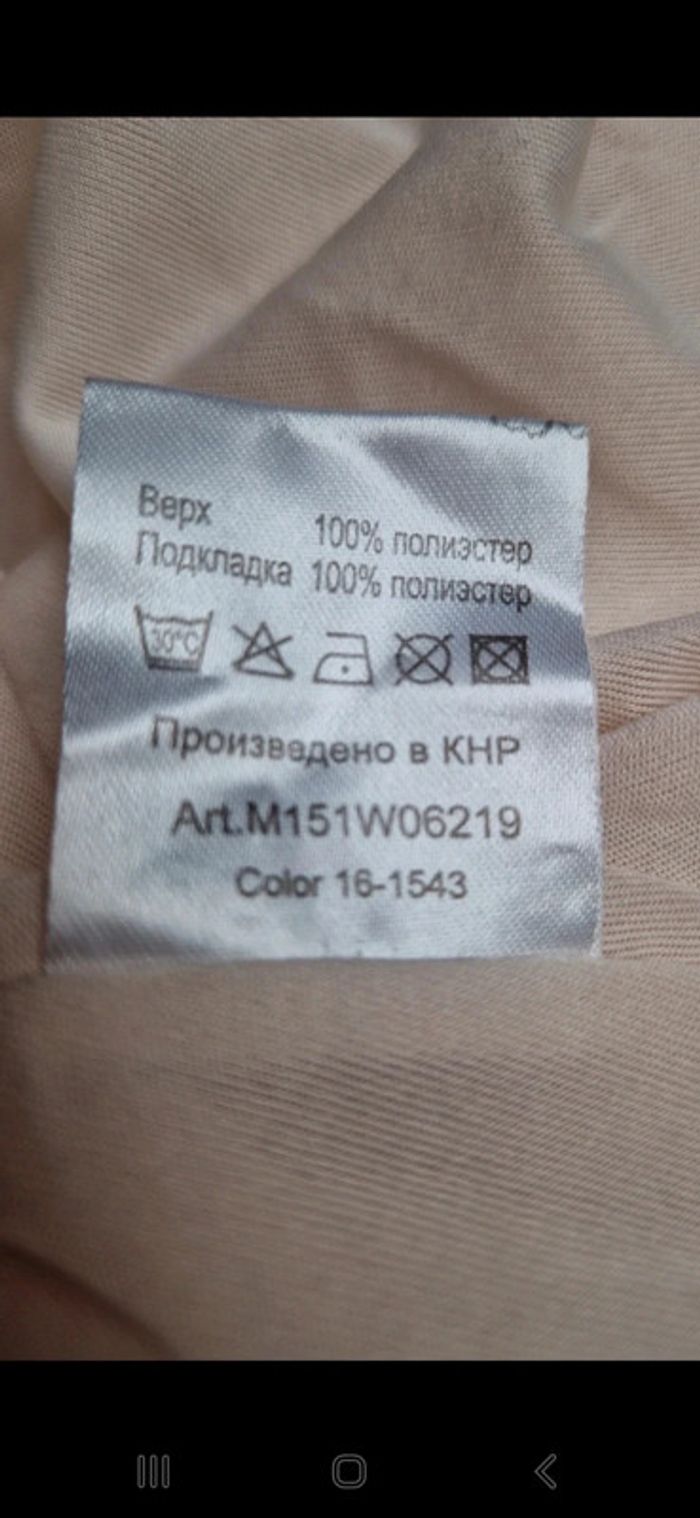 Верх
100% полиэстер
Подкладка 100% полиэстер
30°C
Произведено в КНР
Art.M151W06219
Color 16-1543